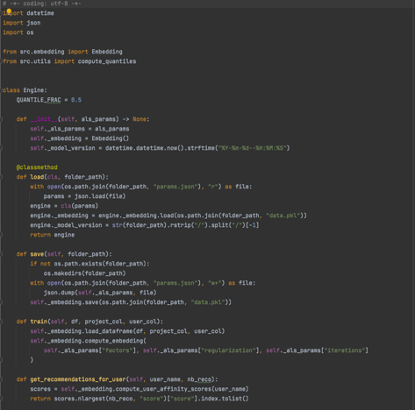 # -*- coding: utf-8 -*-
import datetime
import json
import os
from src.embedding import Embedding
from src.utils import compute_quantiles
class Engine:
    QUANTILE_FRAC = 0.5
    def __init__(self, als_params) -> None:
        self._als_params = als_params
        self._embedding = Embedding()
        self._model_version = datetime.datetime.now().strftime("%Y-%m-%d--%H:%M:%S")
    @classmethod
    def load(cls, folder_path):
        with open(os.path.join(folder_path, "params.json"), "r") as file:
            params = json.load(file)
        engine = cls(params)
        engine._embedding = engine._embedding.load(os.path.join(folder_path, "data.pkl"))
        engine._model_version = str(folder_path).rstrip("/").split("/")[-1]
        return engine
    def save(self, folder_path):
        if not os.path.exists(folder_path):
            os.makedirs(folder_path)
        with open(os.path.join(folder_path, "params.json"), "w+") as file:
            json.dump(self._als_params, file)
        self._embedding.save(os.path.join(folder_path, "data.pkl"))
    def train(self, df, project_col, user_col):
        self._embedding.load_dataframe(df, project_col, user_col)
        self._embedding.compute_embedding(
            self._als_params["factors"], self._als_params["regularization"], self._als_params["iterations"]
        )
    def get_recommendations_for_user(self, user_name, nb_reco):
        scores = self._embedding.compute_user_affinity_scores(user_name)
        return scores.nlargest(nb_reco, "score")["score"].index.tolist()